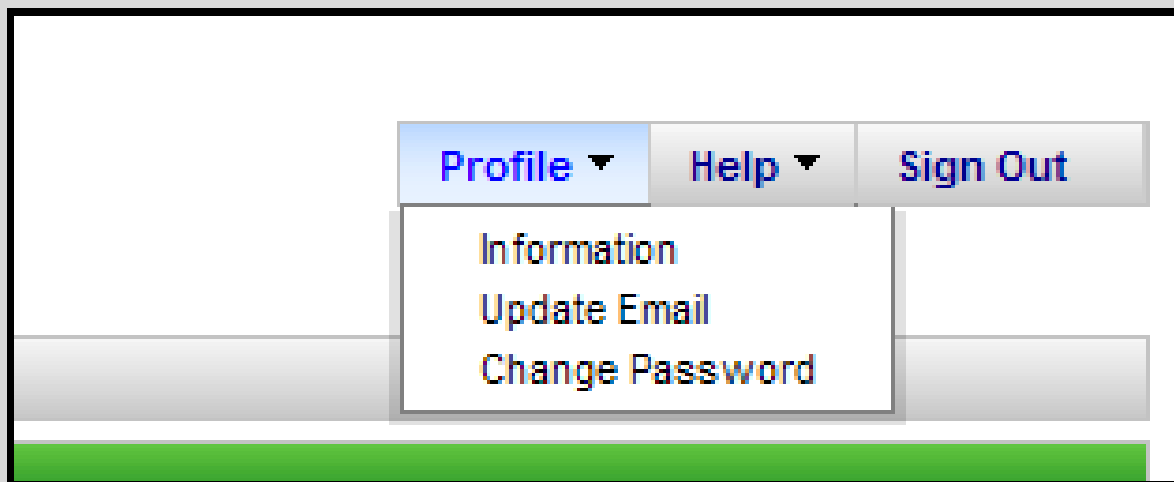 Profile Help Sign Out
Information
Update Email
Change Password